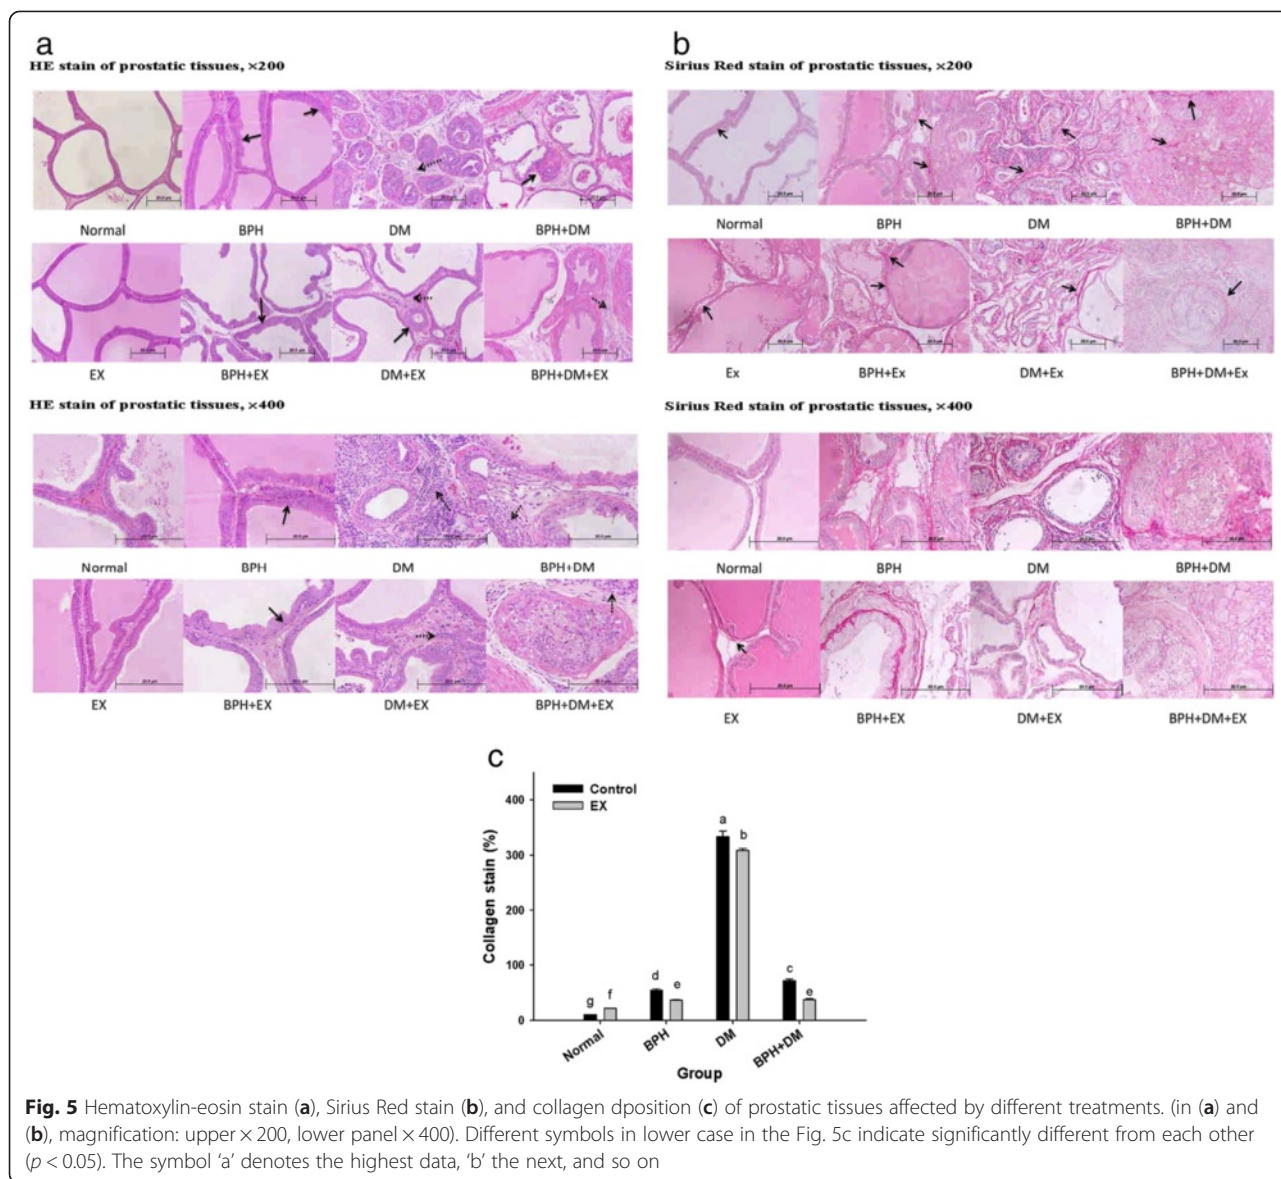 a
HE stain of prostatic tissues, ×200
Normal BPH DM BPH+DM
EX BPH+EX DM+EX BPH+DM+EX
HE stain of prostatic tissues, ×400
Normal BPH DM BPH+DM
EX BPH+EX DM+EX BPH+DM+EX
b
Sirius Red stain of prostatic tissues, ×200
Normal BPH DM BPH+DM
Ex BPH+Ex DM+Ex BPH+DM+Ex
Sirius Red stain of prostatic tissues, ×400
Normal BPH DM BPH+DM
EX BPH+EX DM+EX BPH+DM+EX
c
Control
EX
Collagen stain (%)
400
300
200
100
0
g f d e a b c e
Normal BPH DM BPH+DM
Group
Fig. 5 Hematoxylin-eosin stain (a), Sirius Red stain (b), and collagen dposition (c) of prostatic tissues affected by different treatments. (in (a) and
(b), magnification: upper × 200, lower panel × 400). Different symbols in lower case in the Fig. 5c indicate significantly different from each other
(p < 0.05). The symbol ‘a’ denotes the highest data, ‘b’ the next, and so on